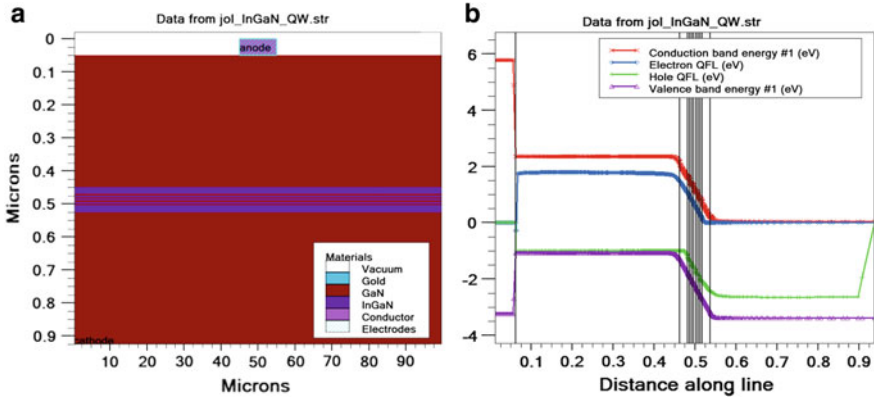 a
Data from jol_InGaN_QW.str
0
0.1
0.2
0.3
0.4
0.5
0.6
0.7
0.8
0.9
Microns
anode
cathode
Materials
Vacuum
Gold
GaN
InGaN
Conductor
Electrodes
10 20 30 40 50 60 70 80 90
Microns
b
Data from jol_InGaN_QW.str
6
4
2
0
-2
-4
Conduction band energy #1 (eV)
Electron QFL (eV)
Hole QFL (eV)
Valence band energy #1 (eV)
0.1 0.2 0.3 0.4 0.5 0.6 0.7 0.8 0.9
Distance along line